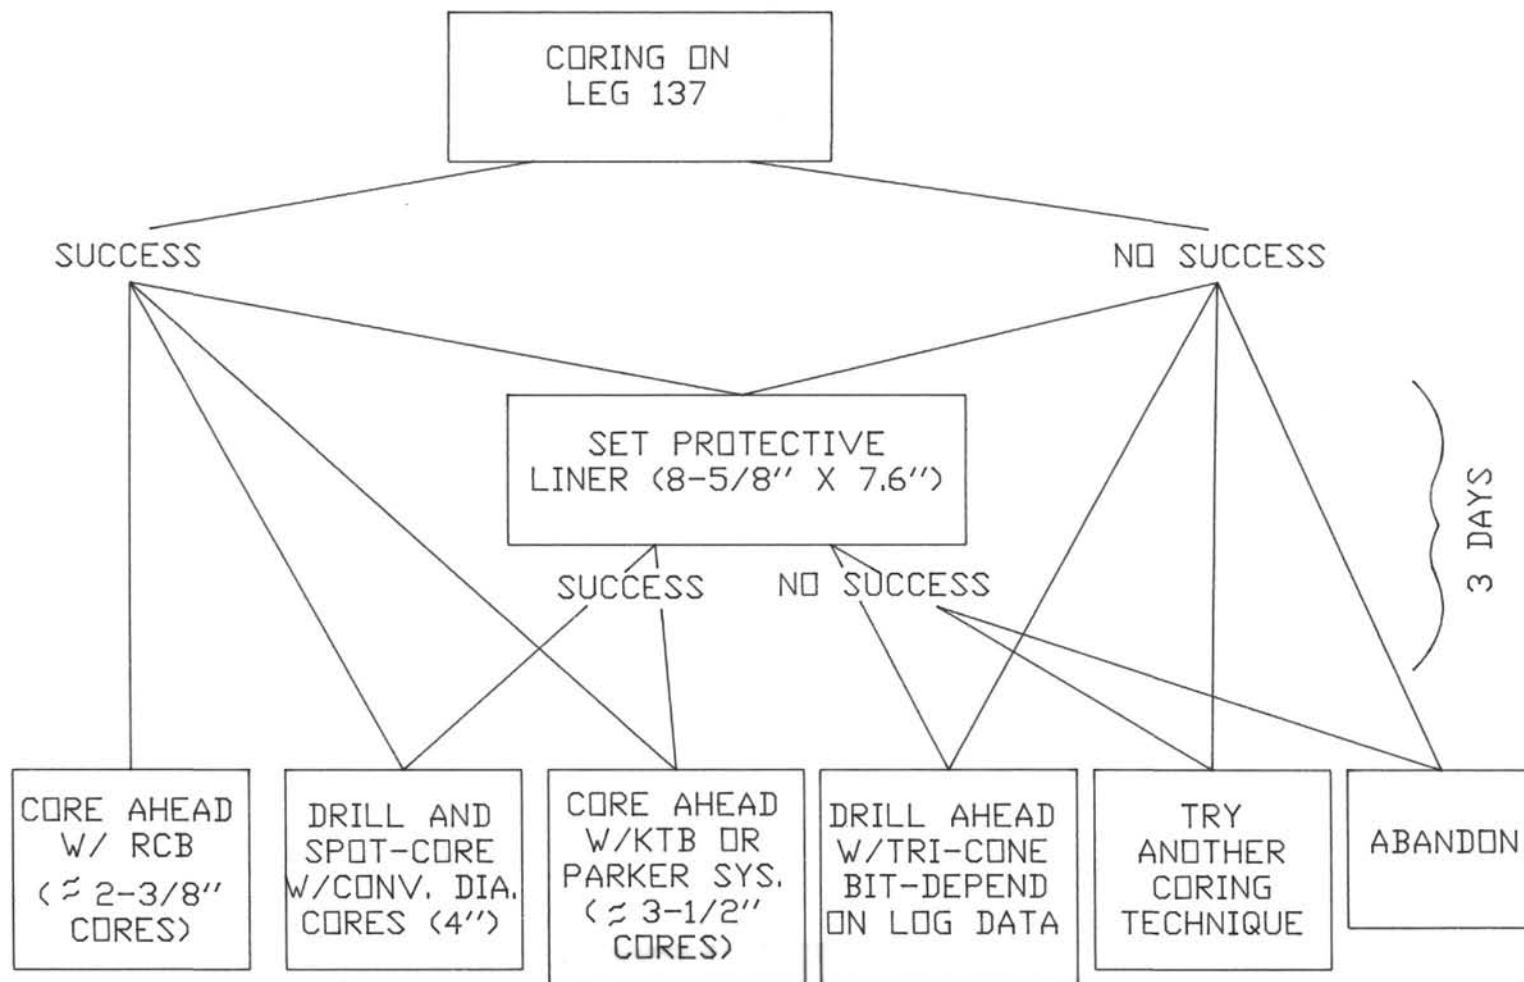 CORING ON
LEG 137
SUCCESS
NO SUCCESS
SET PROTECTIVE
LINER (8-5/8" X 7.6")
3 DAYS
SUCCESS
NO SUCCESS
CORE AHEAD
W/ RCB
(≈ 2-3/8"
CORES)
DRILL AND
SPOT-CORE
W/CONV. DIA.
CORES (4")
CORE AHEAD
W/KTB OR
PARKER SYS.
(≈ 3-1/2"
CORES)
DRILL AHEAD
W/TRI-CONE
BIT-DEPEND
ON LOG DATA
TRY
ANOTHER
CORING
TECHNIQUE
ABANDON